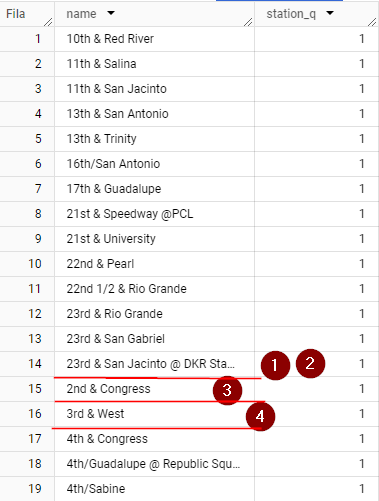 Fila name station_q
1 10th & Red River 1
2 11th & Salina 1
3 11th & San Jacinto 1
4 13th & San Antonio 1
5 13th & Trinity 1
6 16th/San Antonio 1
7 17th & Guadalupe 1
8 21st & Speedway @PCL 1
9 21st & University 1
10 22nd & Pearl 1
11 22nd 1/2 & Rio Grande 1
12 23rd & Rio Grande 1
13 23rd & San Gabriel 1
14 23rd & San Jacinto @ DKR Sta... 1 2 1
15 2nd & Congress 3 1
16 3rd & West 4 1
17 4th & Congress 1
18 4th/Guadalupe @ Republic Squ... 1
19 4th/Sabine 1